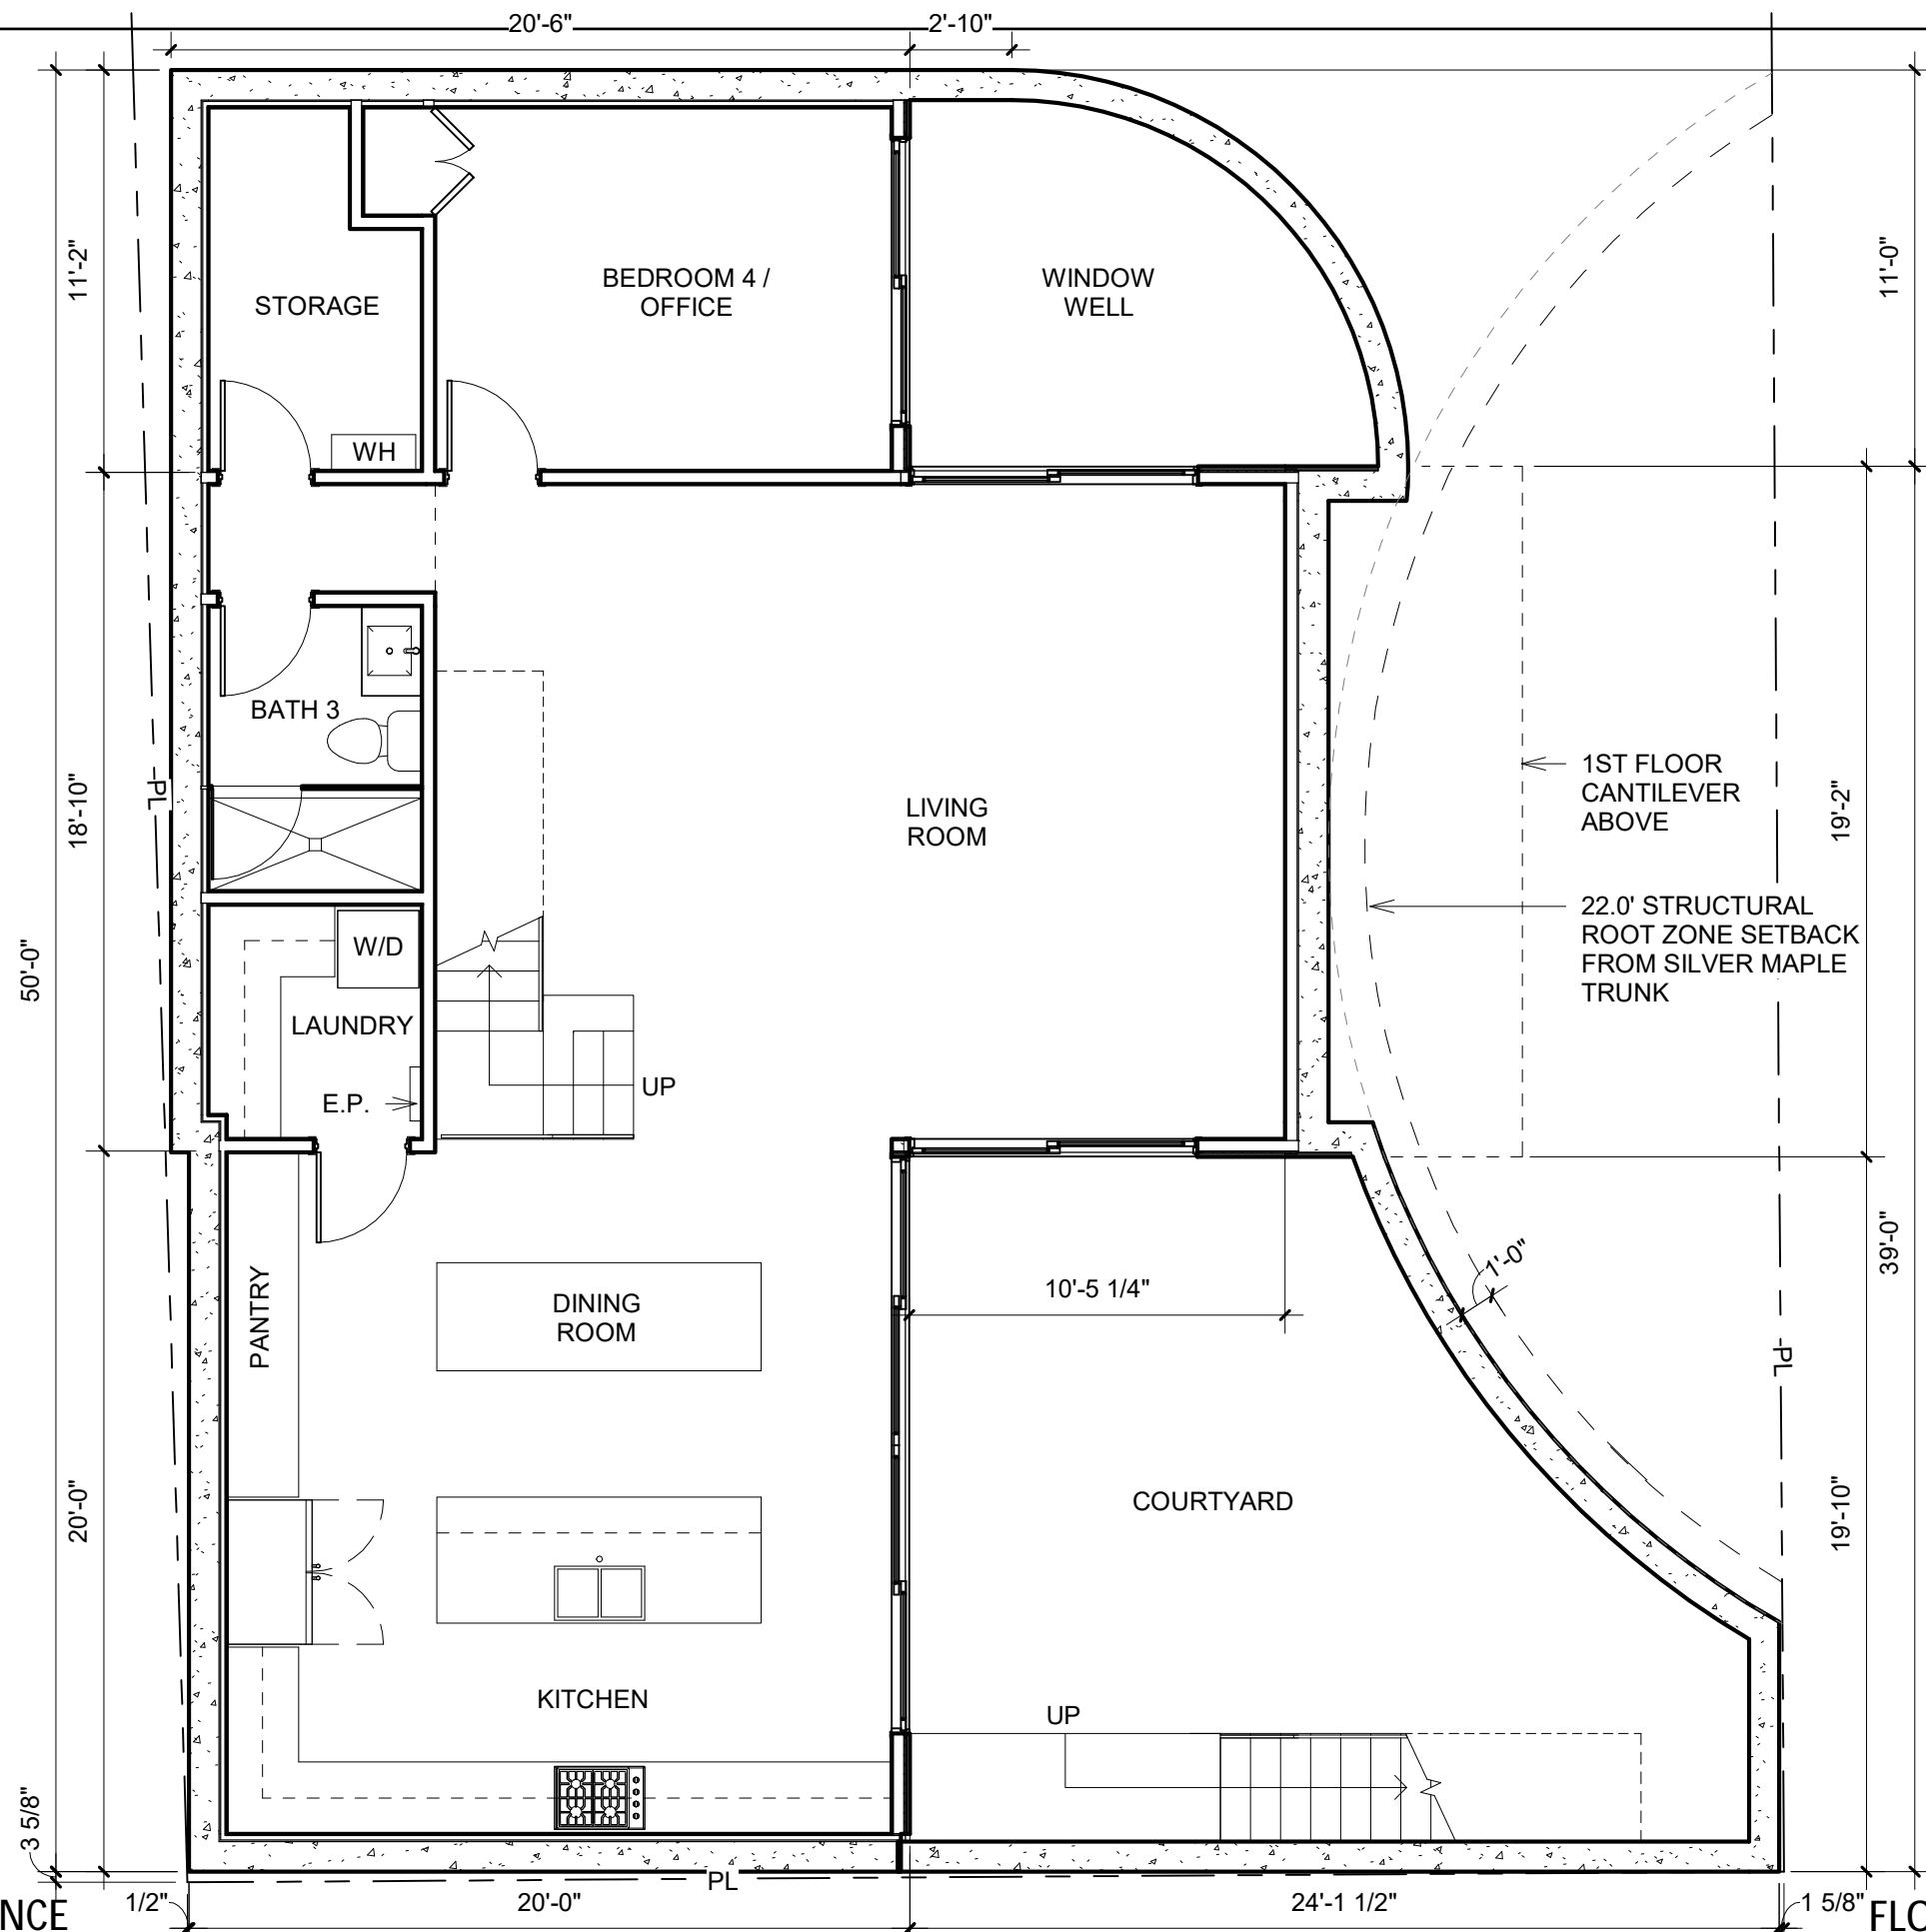 20'-6"
2'-10"
11'-2"
11'-0"
STORAGE
BEDROOM 4 /
OFFICE
WINDOW
WELL
WH
BATH 3
PL
18'-10"
LIVING
ROOM
1ST FLOOR
CANTILEVER
ABOVE
19'-2"
22.0' STRUCTURAL
ROOT ZONE SETBACK
FROM SILVER MAPLE
TRUNK
W/D
50'-0"
LAUNDRY
E.P.
UP
39'-0"
PANTRY
DINING
ROOM
10'-5 1/4"
1'-0"
PL
COURTYARD
20'-0"
19'-10"
KITCHEN
UP
3 5/8"
PL
1/2"
20'-0"
24'-1 1/2"
1 5/8"
NCE
FLO